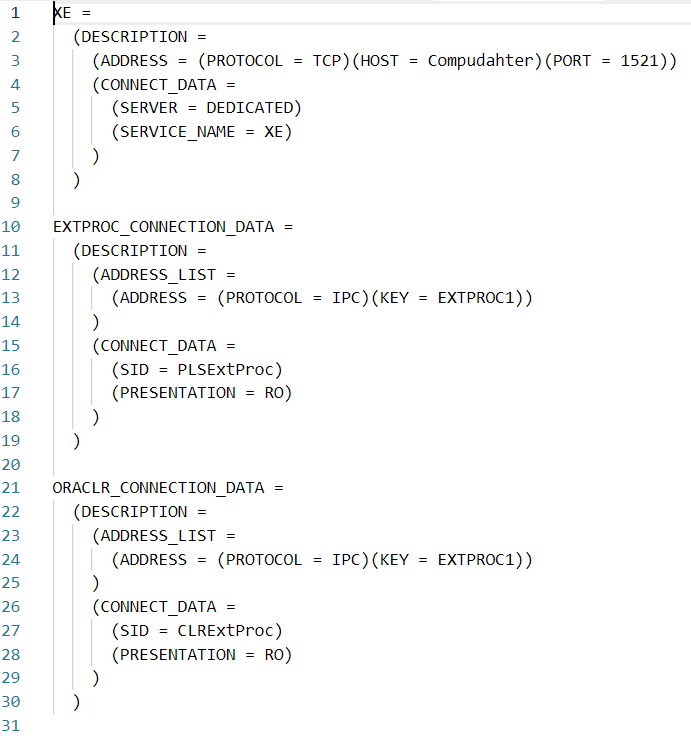 1 XE =
2 (DESCRIPTION =
3 (ADDRESS = (PROTOCOL = TCP)(HOST = Compudahter)(PORT = 1521))
4 (CONNECT_DATA =
5 (SERVER = DEDICATED)
6 (SERVICE_NAME = XE)
7 )
8 )
9
10 EXTPROC_CONNECTION_DATA =
11 (DESCRIPTION =
12 (ADDRESS_LIST =
13 (ADDRESS = (PROTOCOL = IPC)(KEY = EXTPROC1))
14 )
15 (CONNECT_DATA =
16 (SID = PLSExtProc)
17 (PRESENTATION = RO)
18 )
19 )
20
21 ORACLR_CONNECTION_DATA =
22 (DESCRIPTION =
23 (ADDRESS_LIST =
24 (ADDRESS = (PROTOCOL = IPC)(KEY = EXTPROC1))
25 )
26 (CONNECT_DATA =
27 (SID = CLRExtProc)
28 (PRESENTATION = RO)
29 )
30 )
31